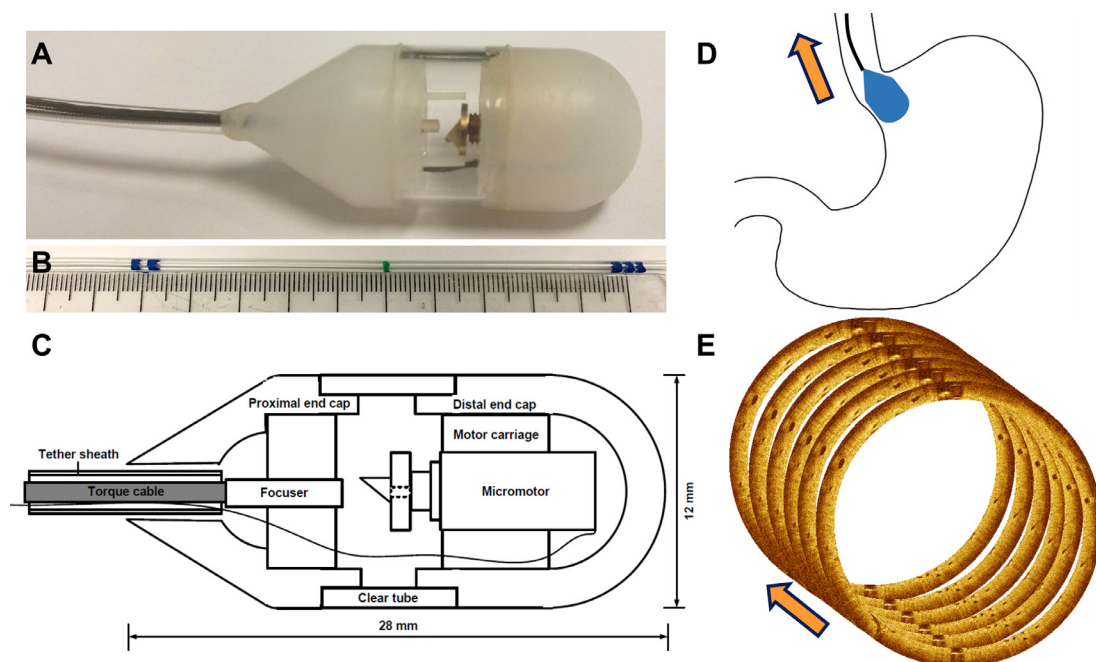 A
B
C
Proximal end cap
Distal end cap
Motor carriage
Tether sheath
Torque cable
Focuser
Micromotor
12 mm
Clear tube
28 mm
D
E